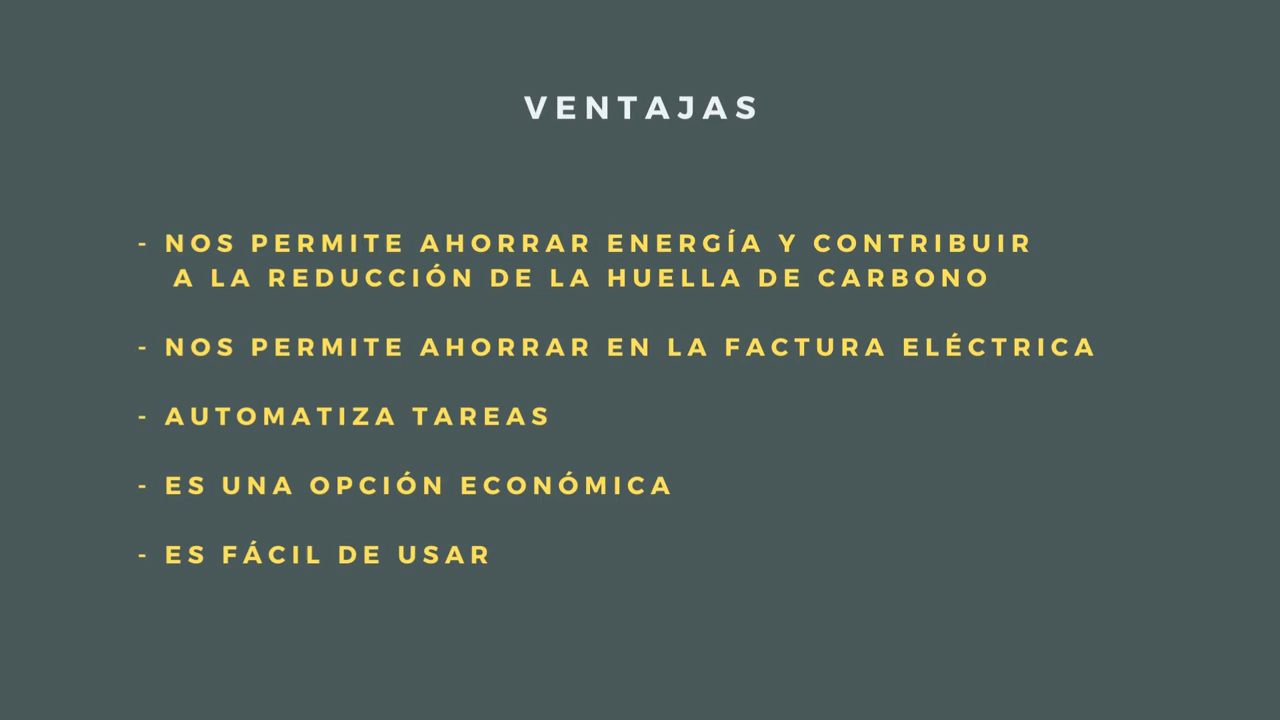 VENTAJAS
- NOS PERMITE AHORRAR ENERGÍA Y CONTRIBUIR
A LA REDUCCIÓN DE LA HUELLA DE CARBONO
- NOS PERMITE AHORRAR EN LA FACTURA ELÉCTRICA
- AUTOMATIZA TAREAS
- ES UNA OPCIÓN ECONÓMICA
- ES FÁCIL DE USAR